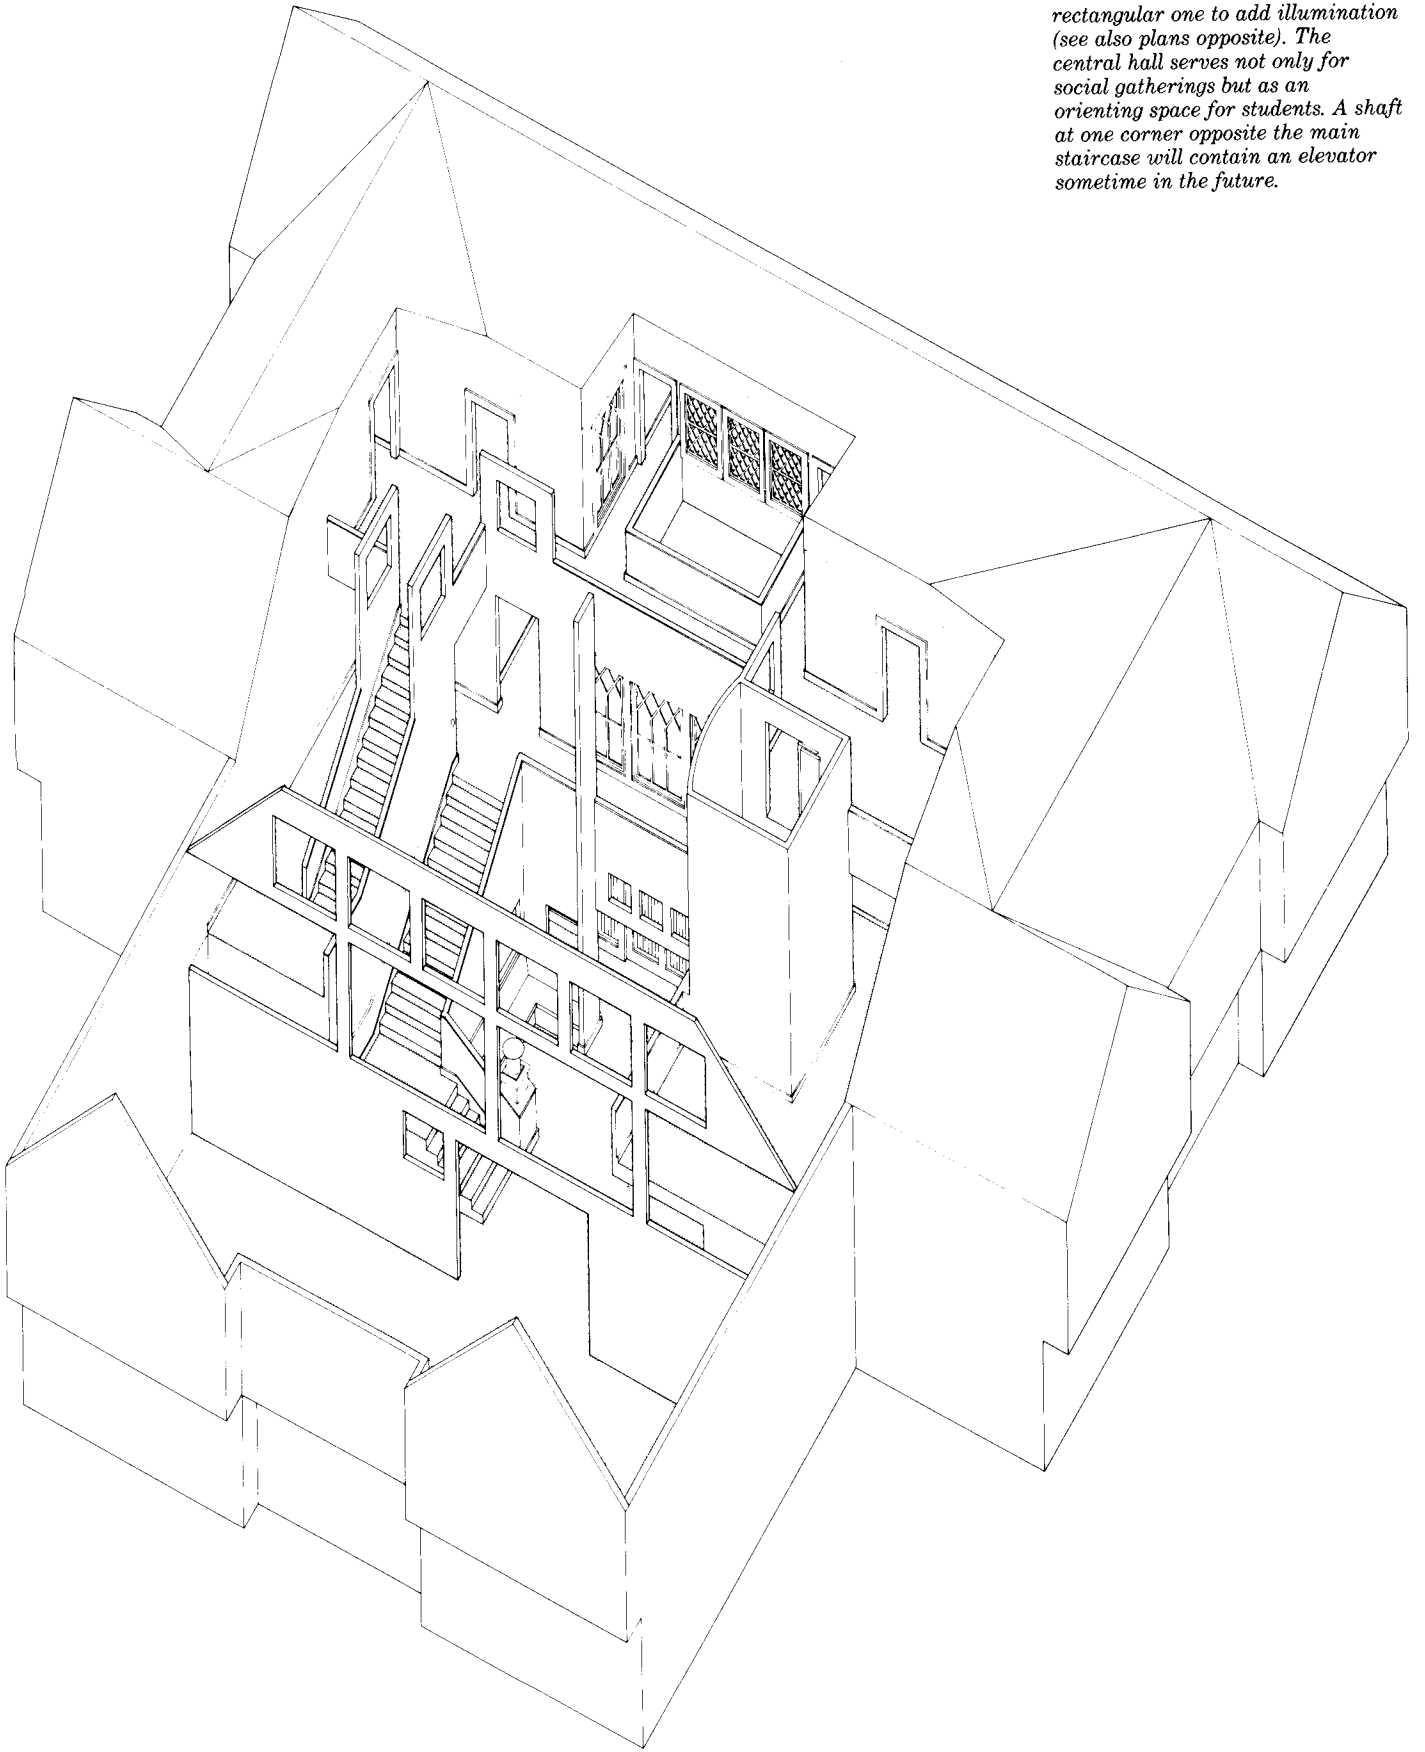 rectangular one to add illumination
(see also plans opposite). The
central hall serves not only for
social gatherings but as an
orienting space for students. A shaft
at one corner opposite the main
staircase will contain an elevator
sometime in the future.